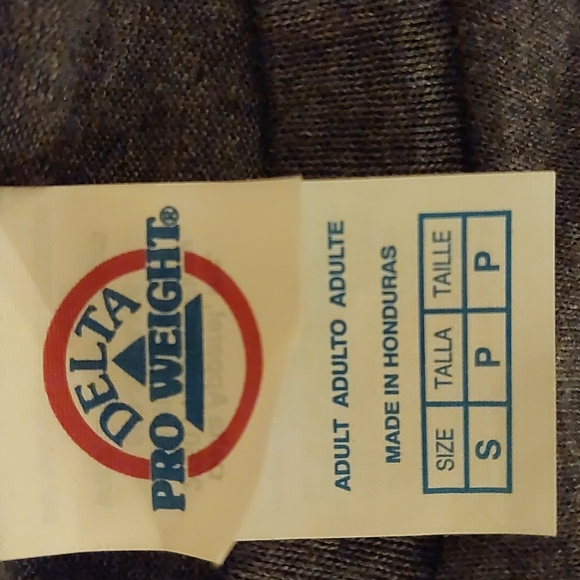 DELTA
PRO WEIGHT®
ADULT ADULTO ADULTE
MADE IN HONDURAS
SIZE TALLA TAILLE
S P P